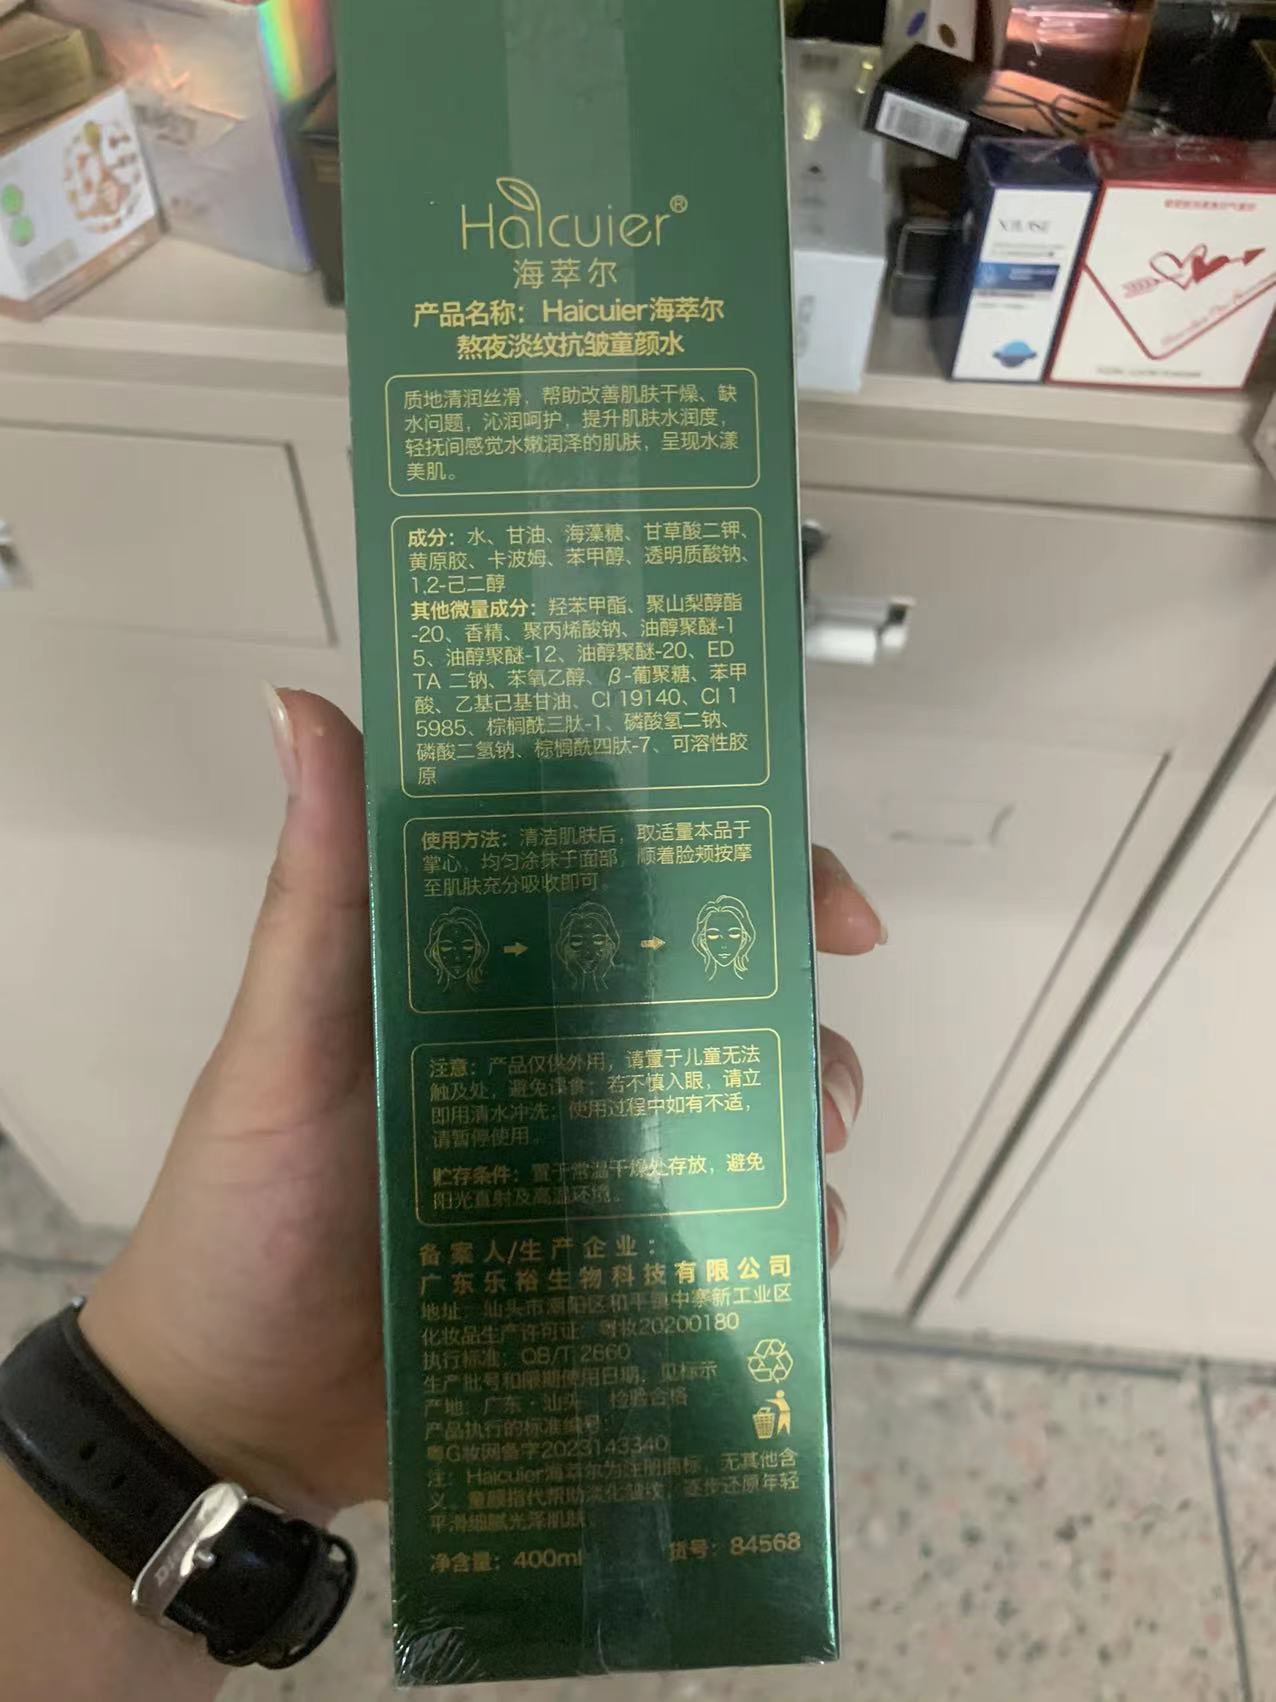 Haicuier®
海萃尔
产品名称：Haicuier海萃尔
熬夜淡纹抗皱童颜水
质地清润丝滑，帮助改善肌肤干燥、缺
水问题，沁润呵护，提升肌肤水润度，
轻抚间感觉水嫩润泽的肌肤，呈现水漾
美肌。
成分：水、甘油、海藻糖、甘草酸二钾、
黄原胶、卡波姆、苯甲醇、透明质酸钠、
1,2-己二醇
其他微量成分：羟苯甲酯、聚山梨醇酯
-20、香精、聚丙烯酸钠、油醇聚醚-1
5、油醇聚醚-12、油醇聚醚-20、ED
TA 二钠、苯氧乙醇、β-葡聚糖、苯甲
酸、乙基己基甘油、CI 19140、CI 1
5985、棕榈酰三肽-1、磷酸氢二钠、
磷酸二氢钠、棕榈酰四肽-7、可溶性胶
原
使用方法：清洁肌肤后，取适量本品于
掌心，均匀涂抹于面部，顺着脸颊按摩
至肌肤充分吸收即可。
注意：产品仅供外用，请置于儿童无法
触及处，避免误食；若不慎入眼，请立
即用清水冲洗；使用过程中如有不适，
请暂停使用。
贮存条件：置于常温干燥处存放，避免
阳光直射及高温环境。
备案人/生产企业：
广东乐裕生物科技有限公司
地址：汕头市潮阳区和平镇中寨新工业区
化妆品生产许可证：粤妆20200180
执行标准：QB/T 2660
生产批号和限期使用日期：见标示
产地：广东·汕头 检验合格
产品执行的标准编号：
粤G妆网备字2023143340
注：Haicuier海萃尔为注册商标，无其他含
义。童颜指代帮助淡化皱纹，逐步还原年轻
平滑细腻光泽肌肤。
净含量：400ml 货号：84568
XIUASE